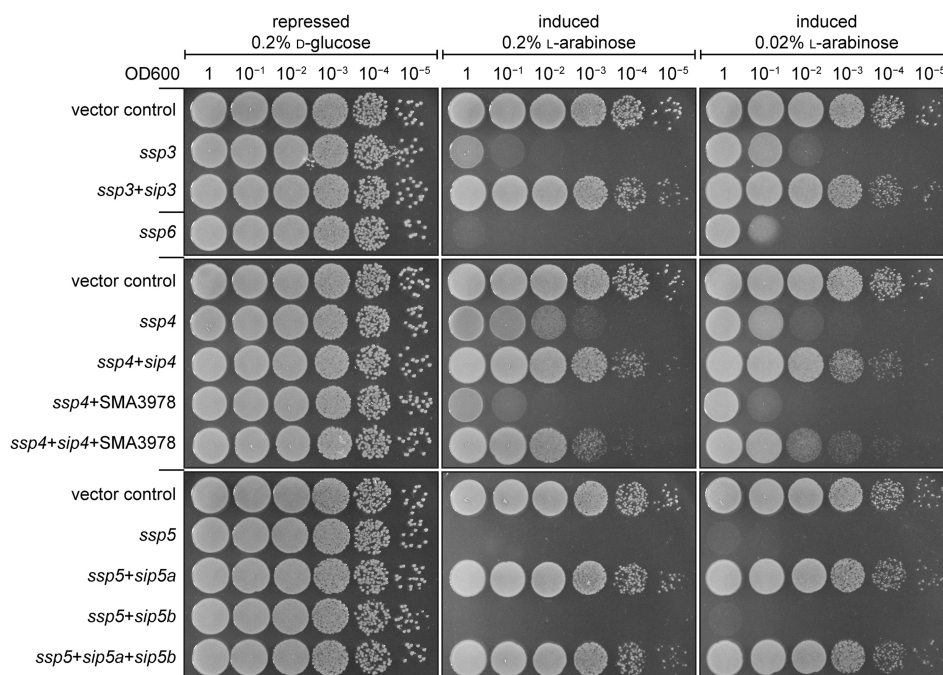 repressed
0.2% D-glucose
induced
0.2% L-arabinose
induced
0.02% L-arabinose
OD600 1 10⁻¹ 10⁻² 10⁻³ 10⁻⁴ 10⁻⁵ 1 10⁻¹ 10⁻² 10⁻³ 10⁻⁴ 10⁻⁵ 1 10⁻¹ 10⁻² 10⁻³ 10⁻⁴ 10⁻⁵
vector control
ssp3
ssp3+sip3
ssp6
vector control
ssp4
ssp4+sip4
ssp4+SMA3978
ssp4+sip4+SMA3978
vector control
ssp5
ssp5+sip5a
ssp5+sip5b
ssp5+sip5a+sip5b